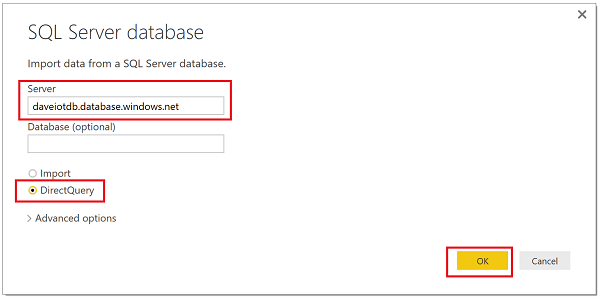 SQL Server database
Import data from a SQL Server database.
Server
daveiotdb.database.windows.net
Database (optional)
Import
DirectQuery
Advanced options
OK Cancel